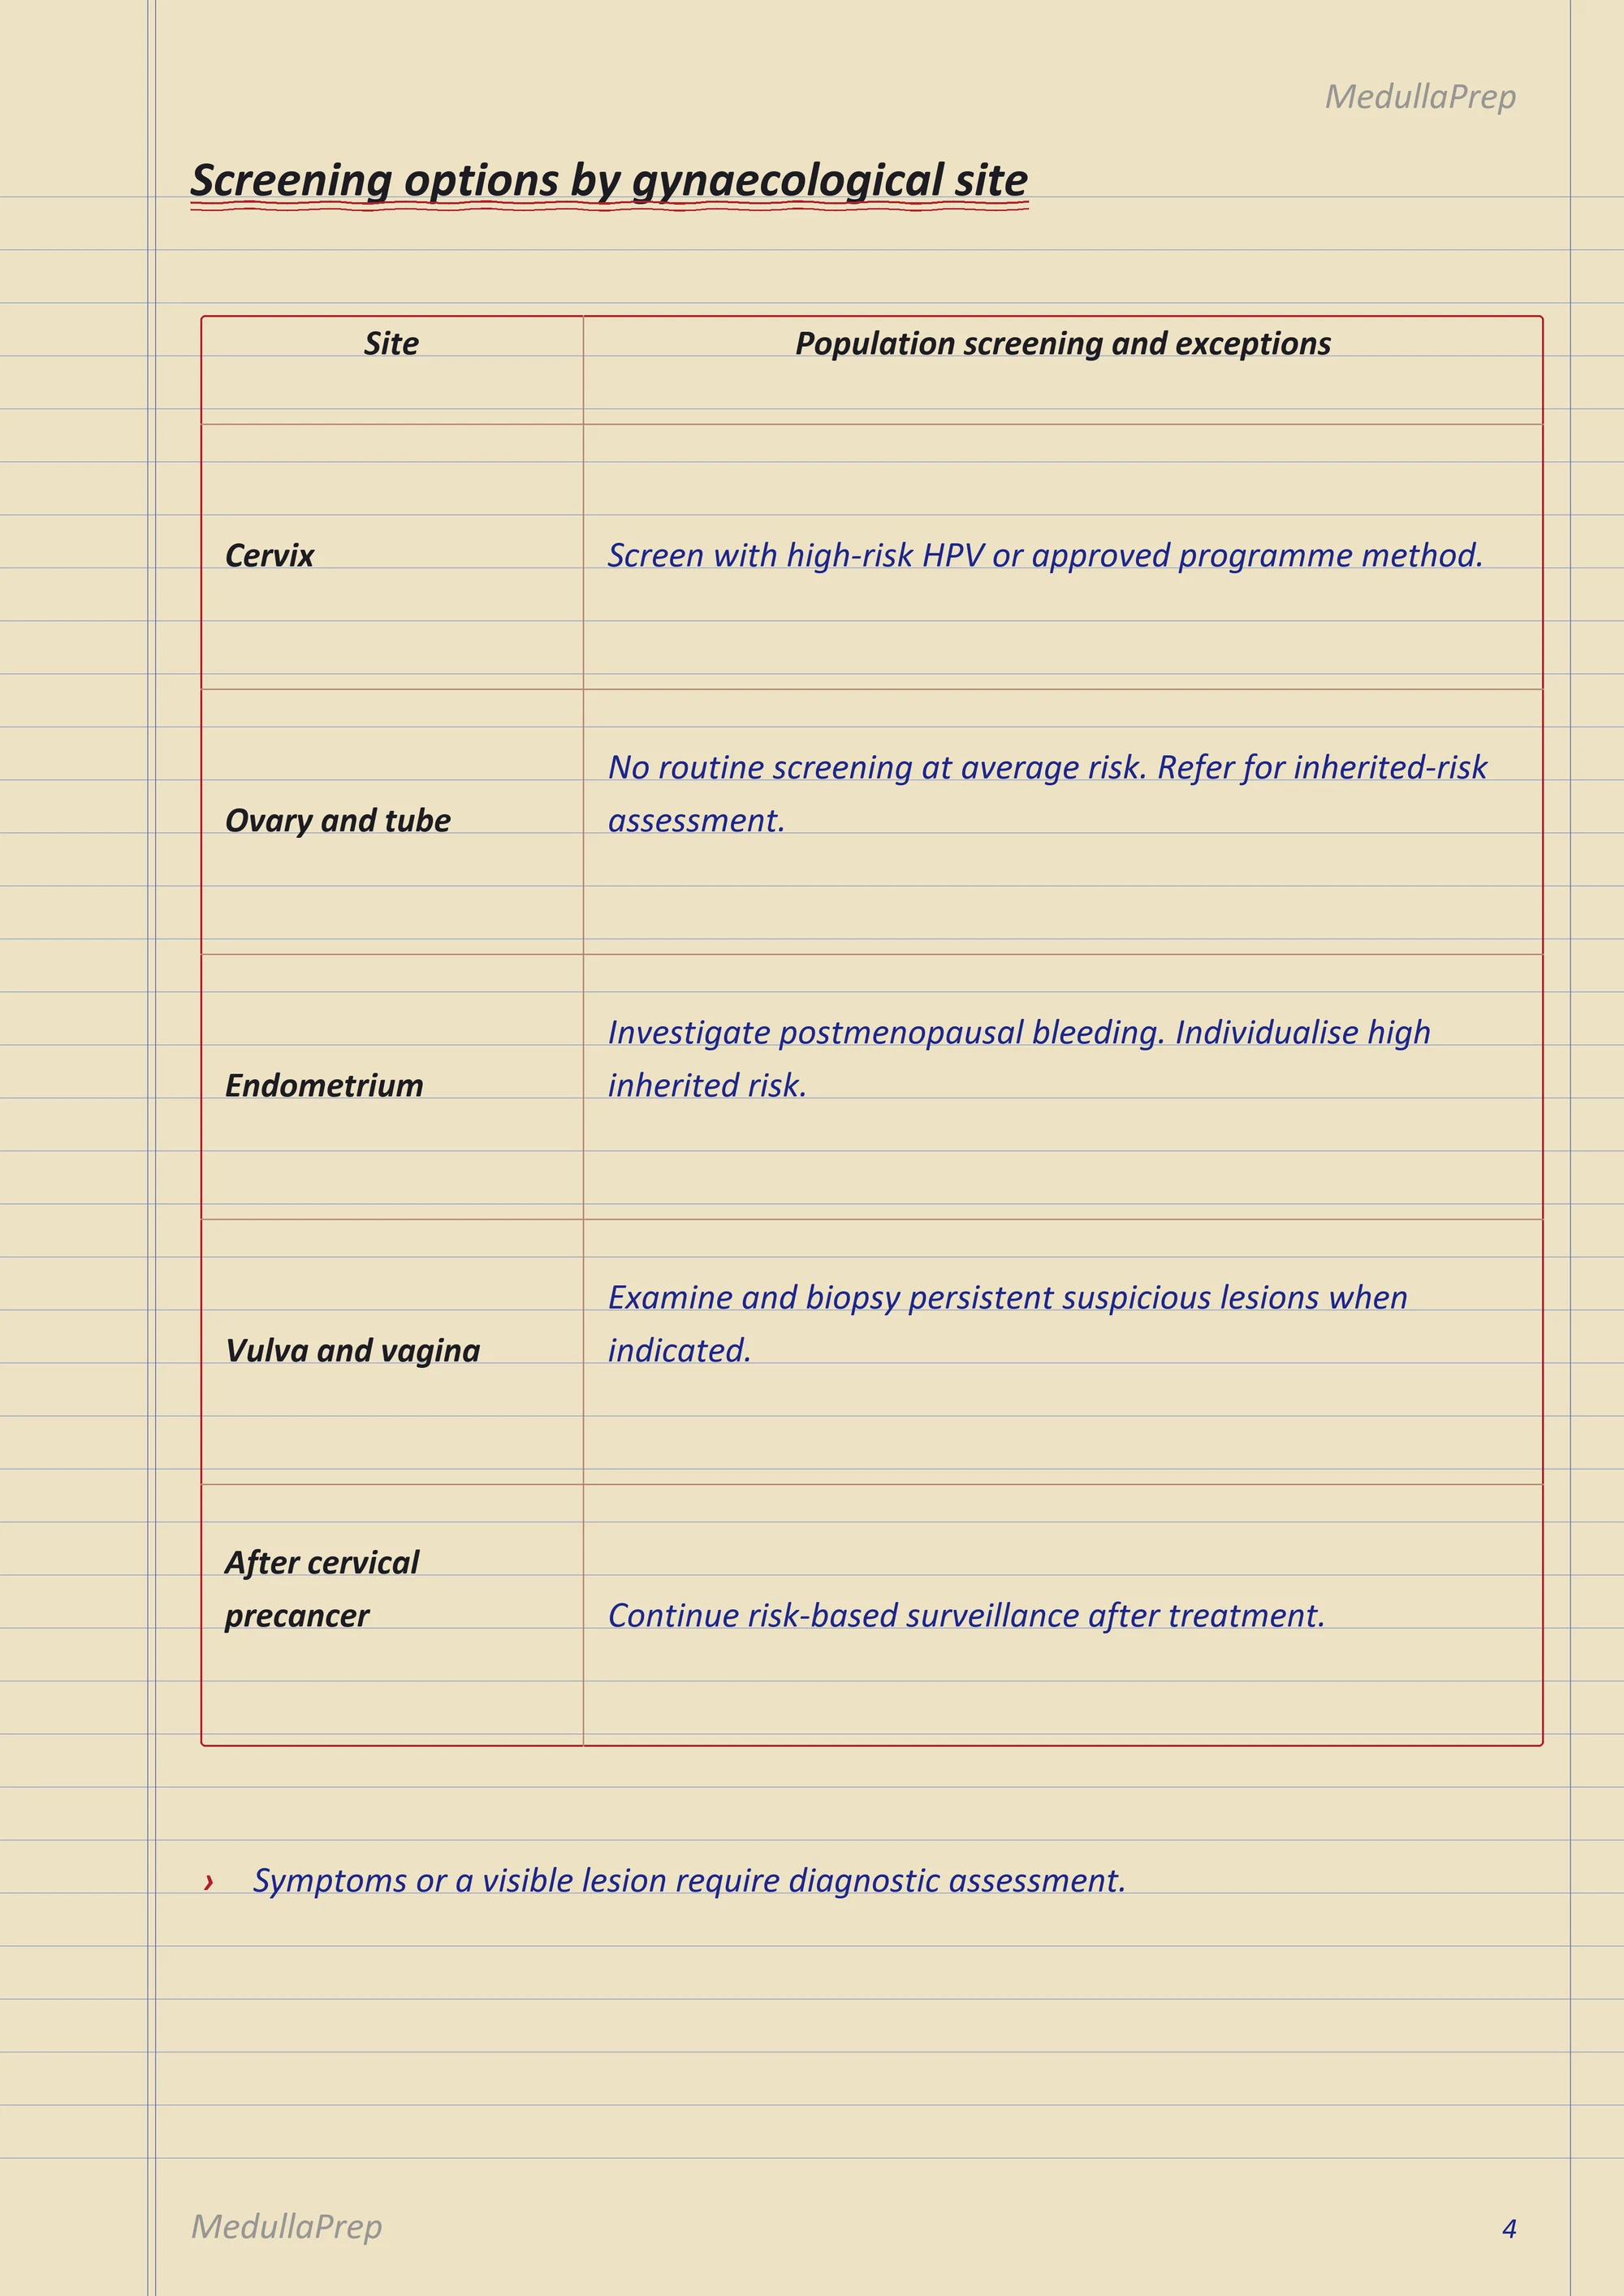 MedullaPrep
Screening options by gynaecological site
Site
Population screening and exceptions
Cervix
Screen with high-risk HPV or approved programme method.
Ovary and tube
No routine screening at average risk. Refer for inherited-risk
assessment.
Endometrium
Investigate postmenopausal bleeding. Individualise high
inherited risk.
Vulva and vagina
Examine and biopsy persistent suspicious lesions when
indicated.
After cervical
precancer
Continue risk-based surveillance after treatment.
› Symptoms or a visible lesion require diagnostic assessment.
MedullaPrep
4